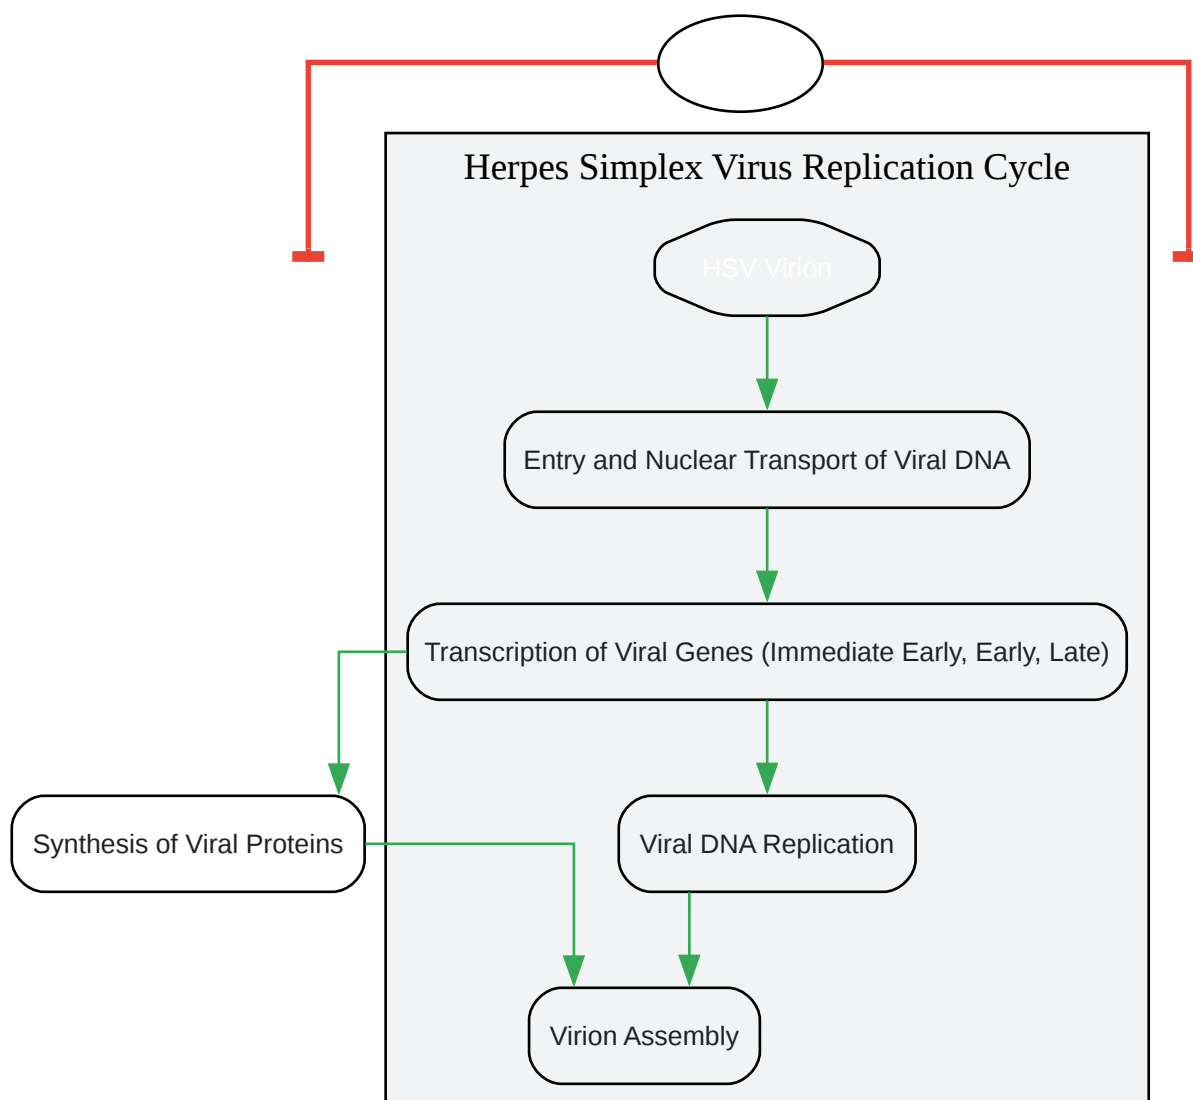 Herpes Simplex Virus Replication Cycle
HSV Virion
Entry and Nuclear Transport of Viral DNA
Transcription of Viral Genes (Immediate Early, Early, Late)
Synthesis of Viral Proteins
Viral DNA Replication
Virion Assembly